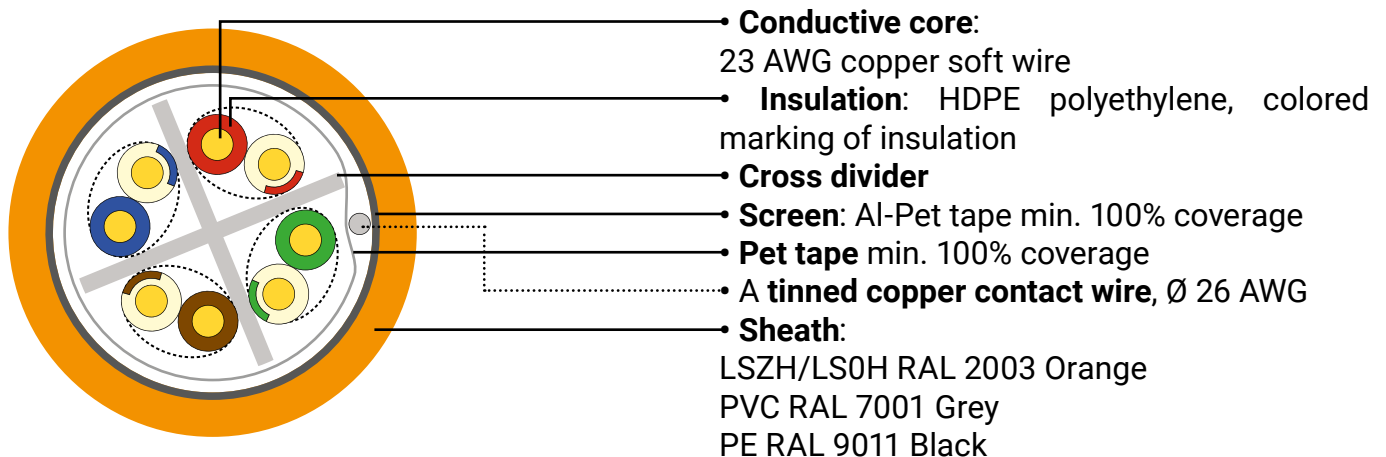 • Conductive core:
23 AWG copper soft wire
• Insulation: HDPE polyethylene, colored
marking of insulation
• Cross divider
• Screen: Al-Pet tape min. 100% coverage
• Pet tape min. 100% coverage
• A tinned copper contact wire, Ø 26 AWG
• Sheath:
LSZH/LS0H RAL 2003 Orange
PVC RAL 7001 Grey
PE RAL 9011 Black